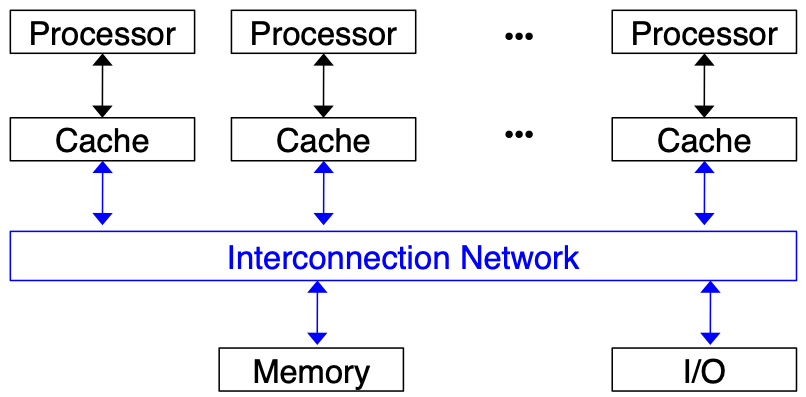 Processor Processor ... Processor
Cache Cache ... Cache
Interconnection Network
Memory I/O